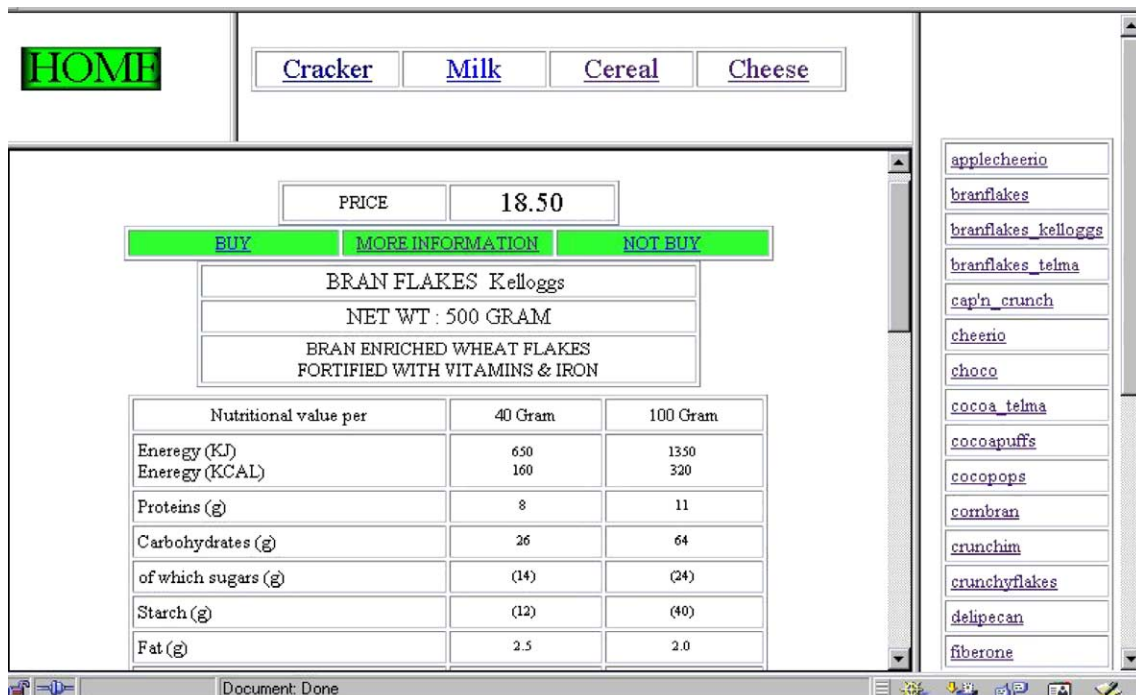 HOME
Cracker Milk Cereal Cheese
PRICE 18.50
BUY MORE INFORMATION NOT BUY
BRAN FLAKES Kelloggs
NET WT : 500 GRAM
BRAN ENRICHED WHEAT FLAKES
FORTIFIED WITH VITAMINS & IRON
Nutritional value per 40 Gram 100 Gram
Eneregy (KJ) 650 1350
Eneregy (KCAL) 160 320
Proteins (g) 8 11
Carbohydrates (g) 26 64
of which sugars (g) (14) (24)
Starch (g) (12) (40)
Fat (g) 2.5 2.0
applecheerio
branflakes
branflakes_kelloggs
branflakes_telma
cap'n_crunch
cheerio
choco
cocoa_telma
cocoapuffs
cocopops
cornbran
crunchim
crunchyflakes
delipecan
fiberone
Document: Done